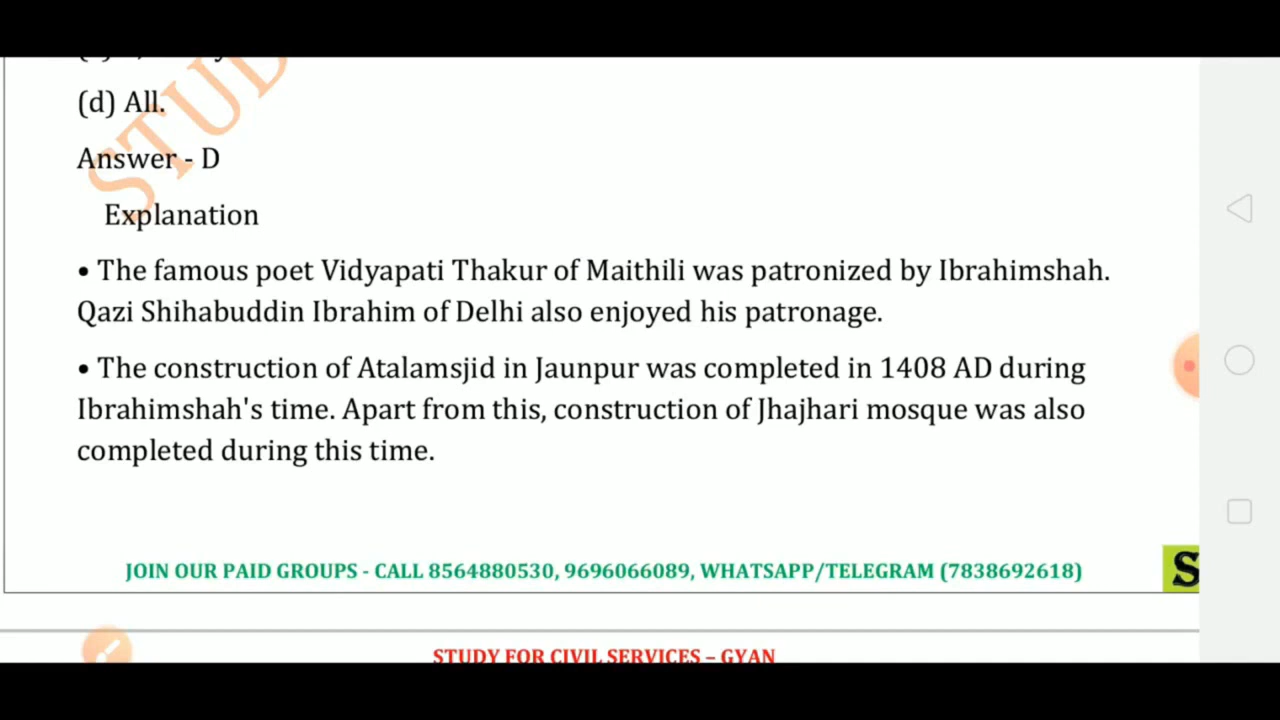 (d) All.
Answer - D
Explanation
• The famous poet Vidyapati Thakur of Maithili was patronized by Ibrahimshah.
Qazi Shihabuddin Ibrahim of Delhi also enjoyed his patronage.
• The construction of Atalamsjid in Jaunpur was completed in 1408 AD during
Ibrahimshah's time. Apart from this, construction of Jhajhari mosque was also
completed during this time.
JOIN OUR PAID GROUPS - CALL 8564880530, 9696066089, WHATSAPP/TELEGRAM (7838692618)
S
STUDY FOR CIVIL SERVICES – GYAN
STUD